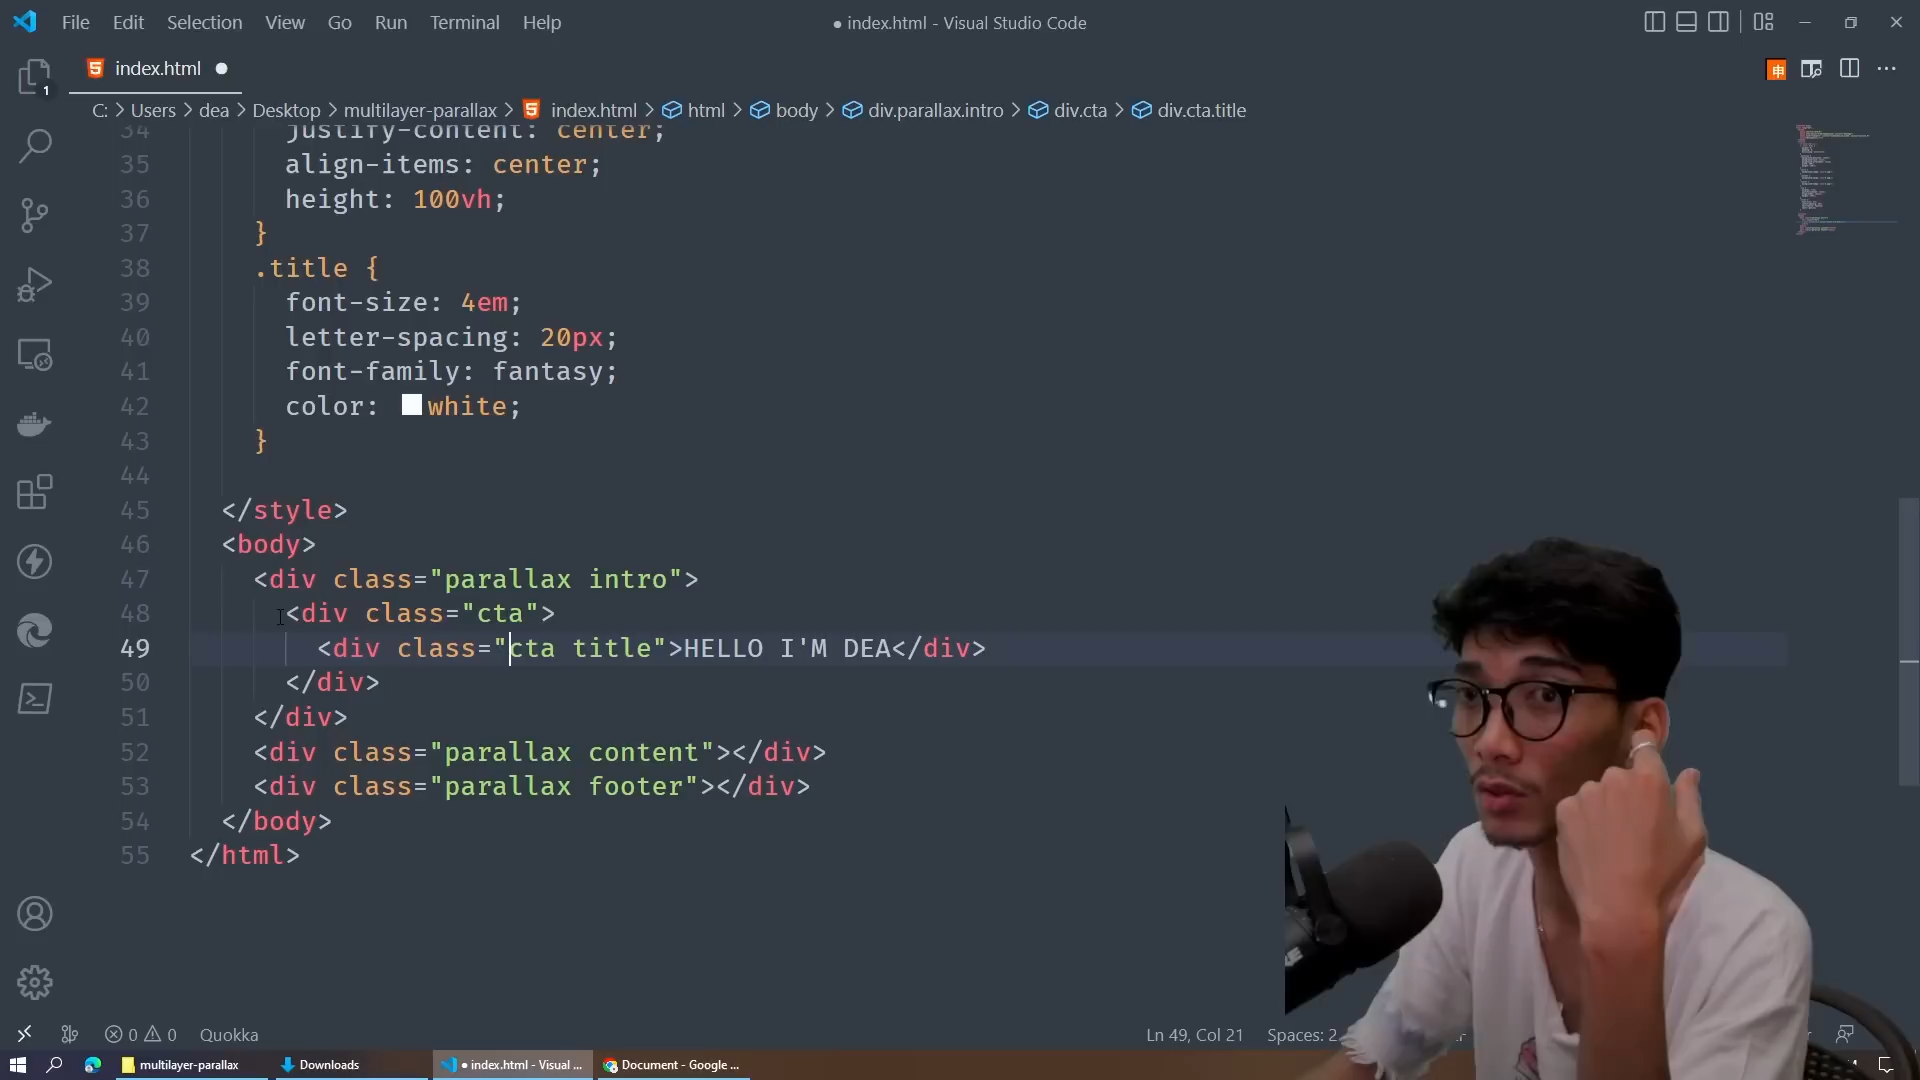 File Edit Selection View Go Run Terminal Help
● index.html - Visual Studio Code
index.html ●
C: > Users > dea > Desktop > multilayer-parallax > index.html > html > body > div.parallax.intro > div.cta > div.cta.title
34 justify-content: center;
35 align-items: center;
36 height: 100vh;
37 }
38 .title {
39 font-size: 4em;
40 letter-spacing: 20px;
41 font-family: fantasy;
42 color: white;
43 }
44
45 </style>
46 <body>
47 <div class="parallax intro">
48 <div class="cta">
49 <div class="cta title">HELLO I'M DEA</div>
50 </div>
51 </div>
52 <div class="parallax content"></div>
53 <div class="parallax footer"></div>
54 </body>
55 </html>
1
0 0 Quokka
Ln 49, Col 21 Spaces: 2
multilayer-parallax Downloads ● index.html - Visual ... Document - Google ...